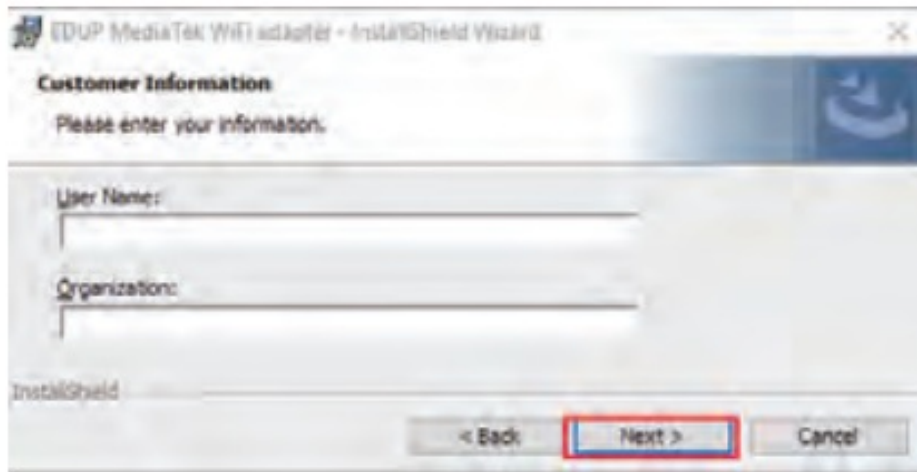 EDUP MediaTek WiFi adapter - InstallShield Wizard
Customer Information
Please enter your information.
User Name:
Organization:
InstallShield
< Back
Next >
Cancel